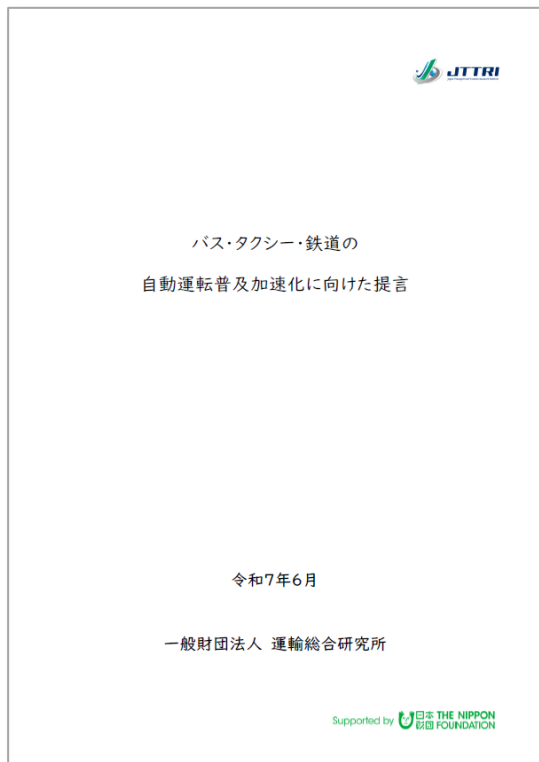 JTTRI
バス・タクシー・鉄道の
自動運転普及加速化に向けた提言
令和7年6月
一般財団法人 運輸総合研究所
Supported by 日本財団 THE NIPPON FOUNDATION